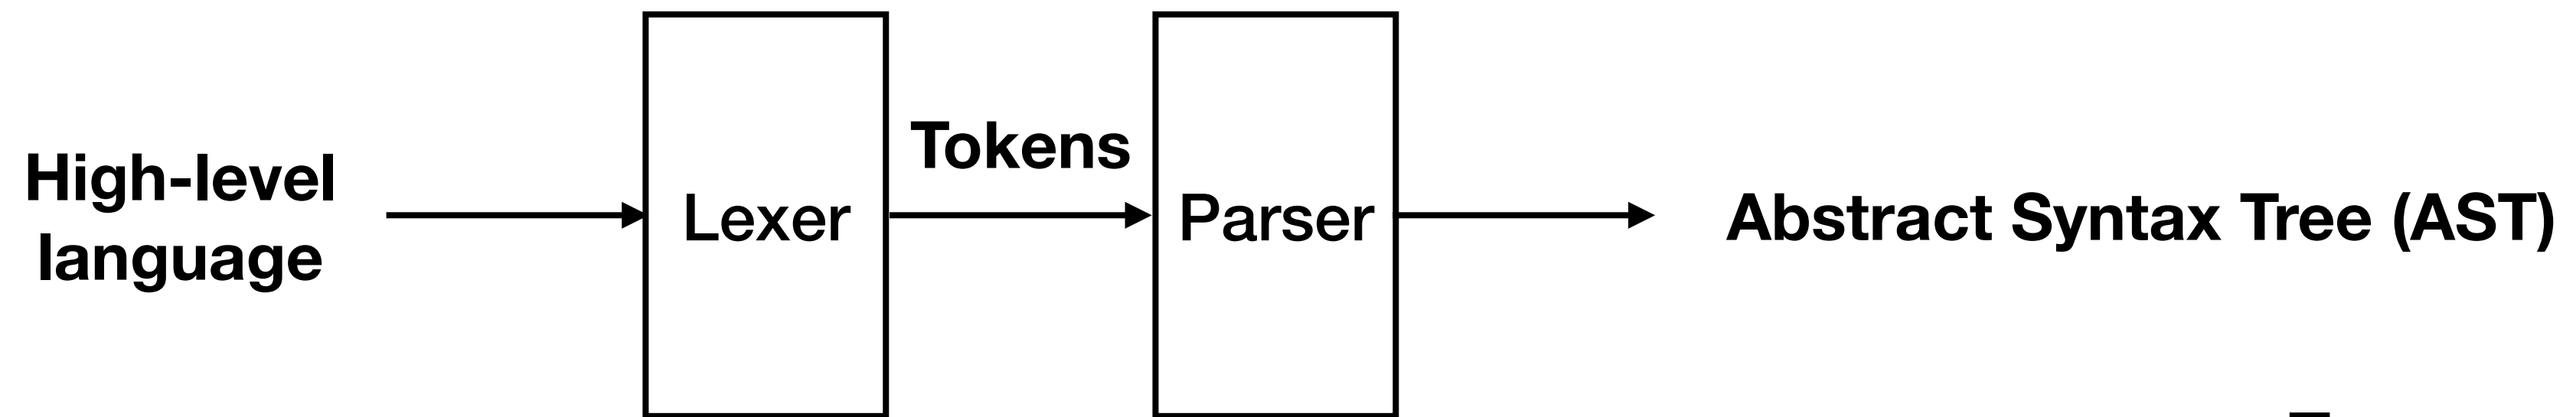 High-level
language
Lexer
Tokens
Parser
Abstract Syntax Tree (AST)